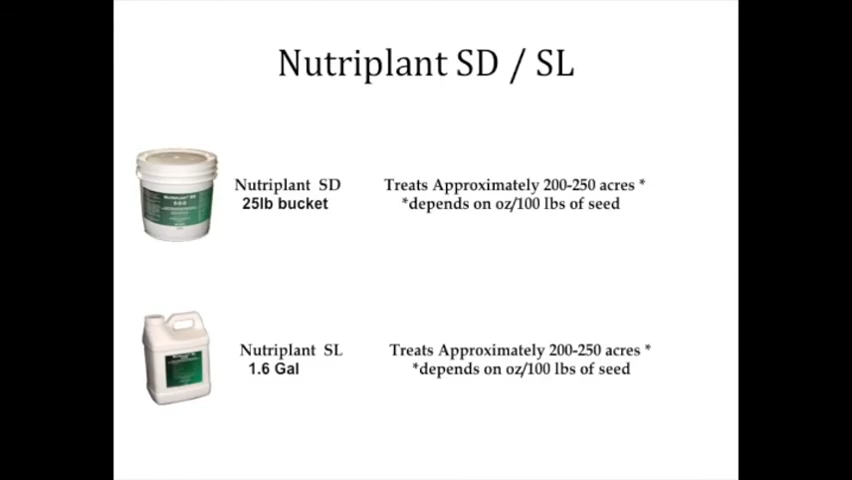 Nutriplant SD / SL
Nutriplant SD
25lb bucket
Treats Approximately 200-250 acres *
*depends on oz/100 lbs of seed
Nutriplant SL
1.6 Gal
Treats Approximately 200-250 acres *
*depends on oz/100 lbs of seed